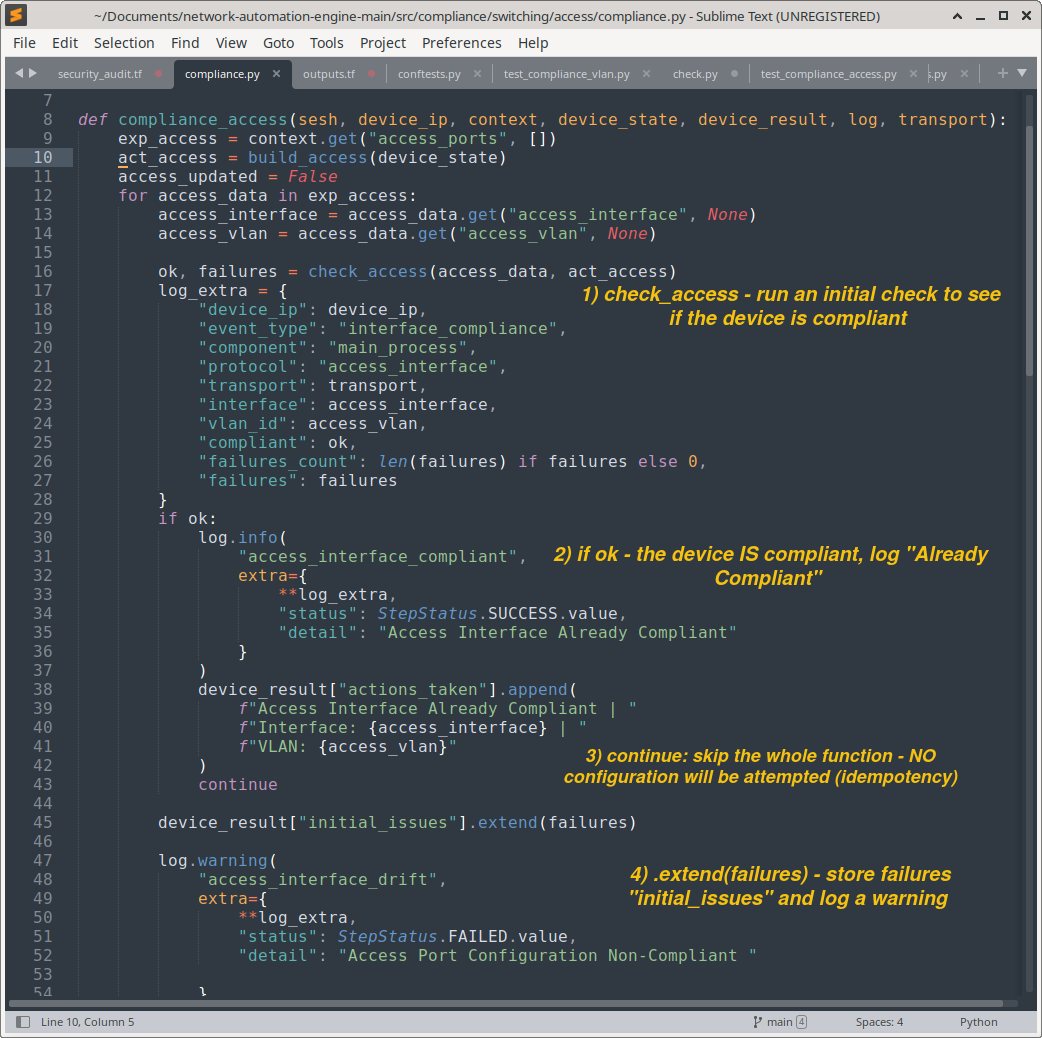 ~/Documents/network-automation-engine-main/src/compliance/switching/access/compliance.py - Sublime Text (UNREGISTERED)
File Edit Selection Find View Goto Tools Project Preferences Help
security_audit.tf compliance.py × outputs.tf conftests.py × test_compliance_vlan.py × check.py test_compliance_access.py × s.py × + ▼
7
8 def compliance_access(sesh, device_ip, context, device_state, device_result, log, transport):
9     exp_access = context.get("access_ports", [])
10     act_access = build_access(device_state)
11     access_updated = False
12     for access_data in exp_access:
13         access_interface = access_data.get("access_interface", None)
14         access_vlan = access_data.get("access_vlan", None)
15
16         ok, failures = check_access(access_data, act_access)
17         log_extra = {
1) check_access - run an initial check to see
if the device is compliant
18             "device_ip": device_ip,
19             "event_type": "interface_compliance",
20             "component": "main_process",
21             "protocol": "access_interface",
22             "transport": transport,
23             "interface": access_interface,
24             "vlan_id": access_vlan,
25             "compliant": ok,
26             "failures_count": len(failures) if failures else 0,
27             "failures": failures
28         }
29         if ok:
30             log.info(
31                 "access_interface_compliant",
2) if ok - the device IS compliant, log "Already
Compliant"
32                 extra={
33                     **log_extra,
34                     "status": StepStatus.SUCCESS.value,
35                     "detail": "Access Interface Already Compliant"
36                 }
37             )
38             device_result["actions_taken"].append(
39                 f"Access Interface Already Compliant | "
40                 f"Interface: {access_interface} | "
41                 f"VLAN: {access_vlan}"
42             )
3) continue: skip the whole function - NO
configuration will be attempted (idempotency)
43             continue
44
45         device_result["initial_issues"].extend(failures)
46
47         log.warning(
48             "access_interface_drift",
4) .extend(failures) - store failures
"initial_issues" and log a warning
49             extra={
50                 **log_extra,
51                 "status": StepStatus.FAILED.value,
52                 "detail": "Access Port Configuration Non-Compliant "
53
54             }
Line 10, Column 5 main 4 Spaces: 4 Python